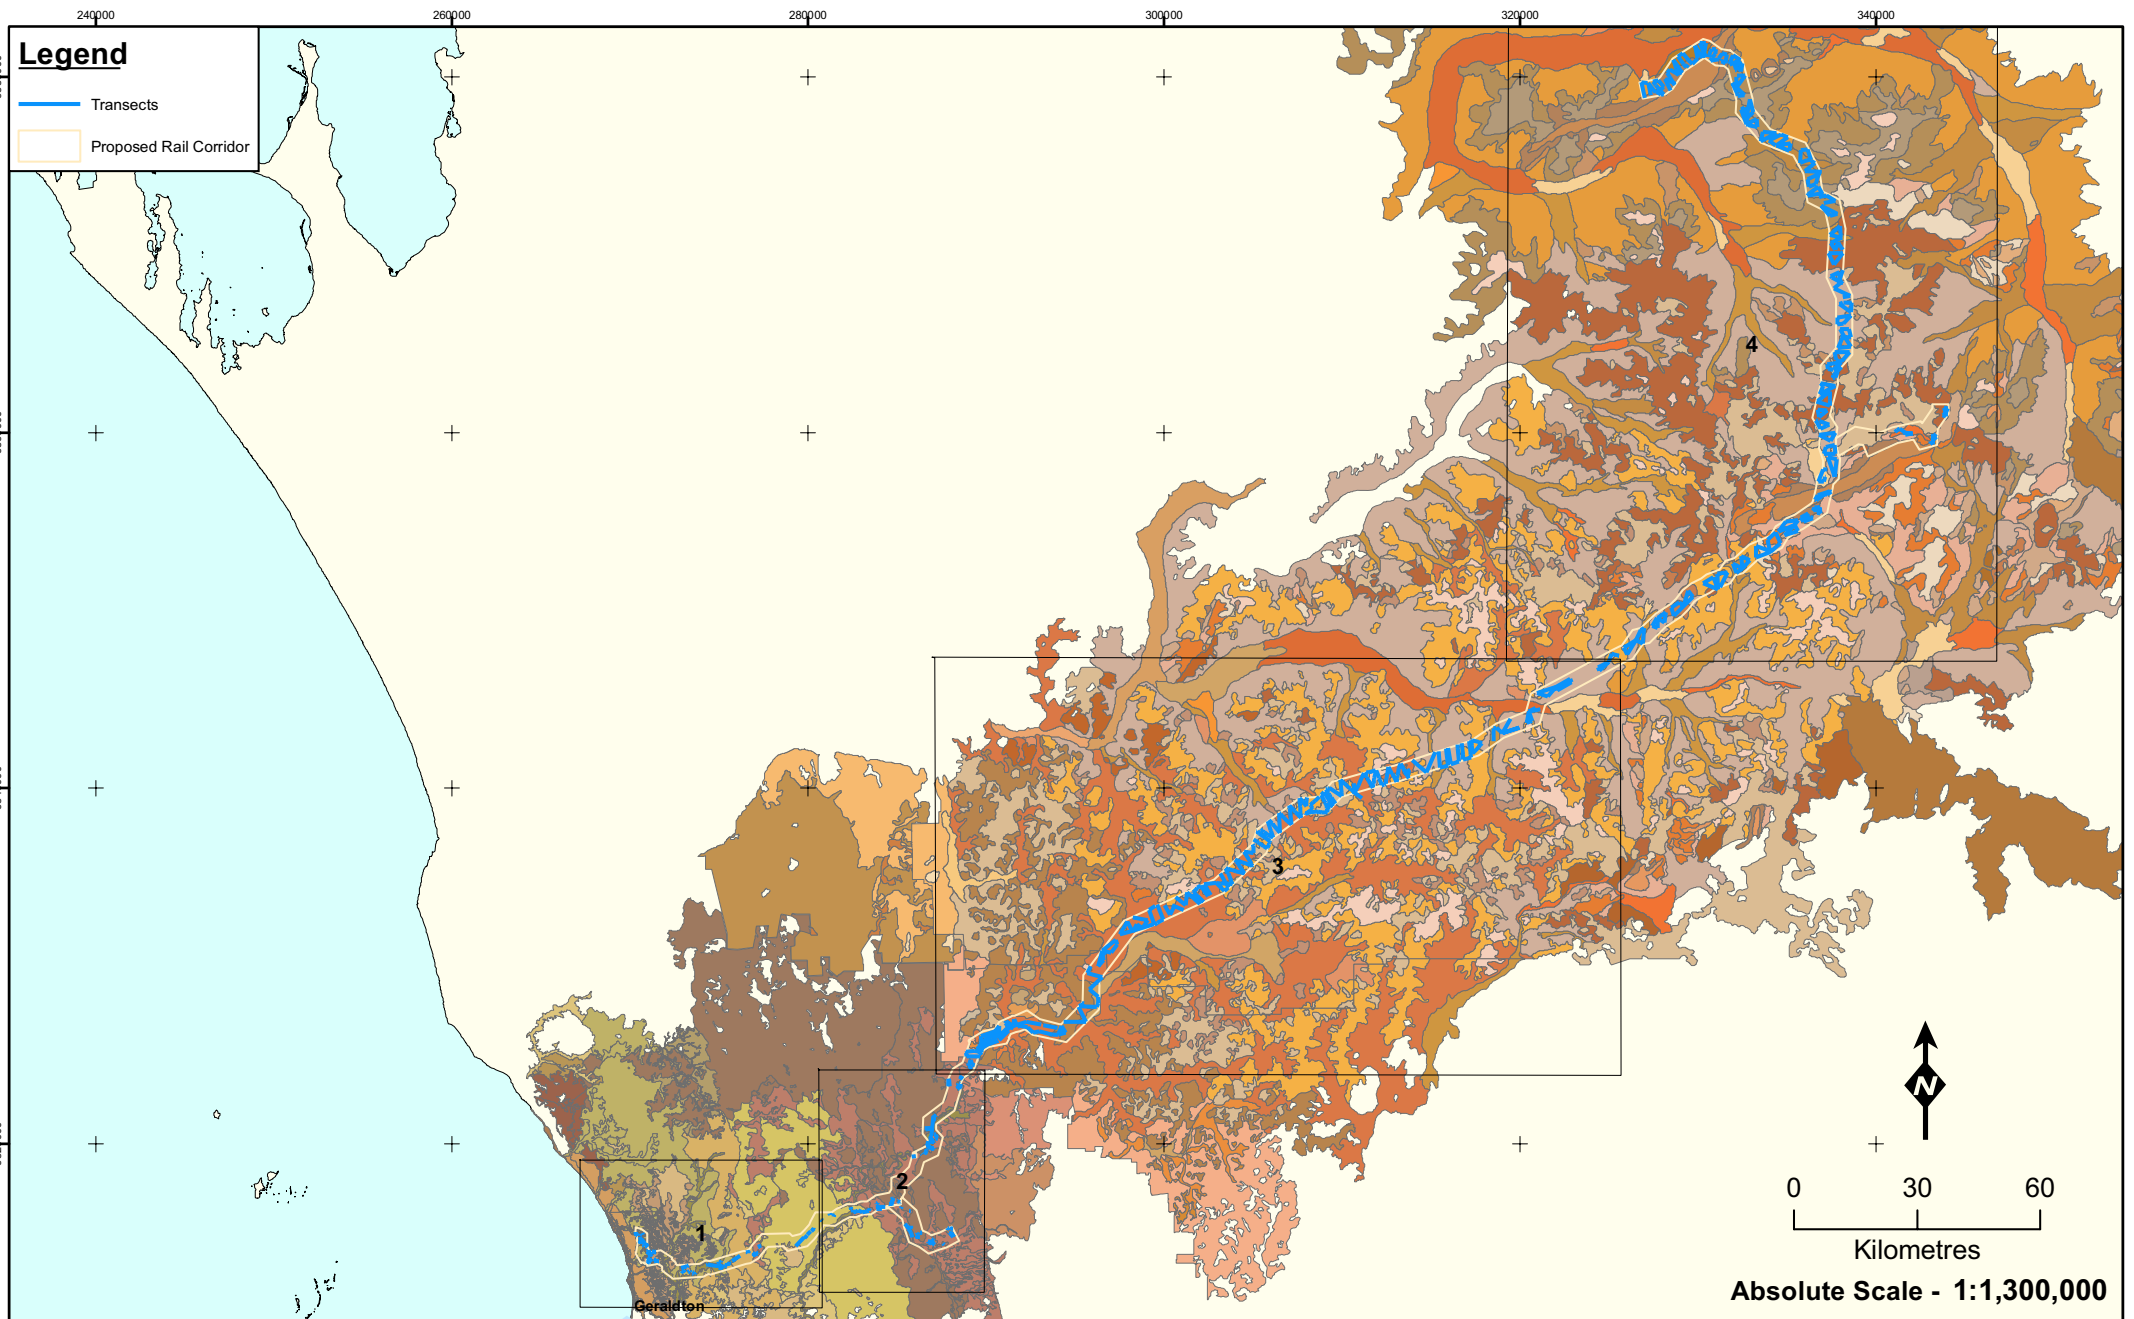 240000 260000 280000 300000 320000 340000
Legend
Transects
Proposed Rail Corridor
4
3
2
1
Geraldton
N
0 30 60
Kilometres
Absolute Scale - 1:1,300,000